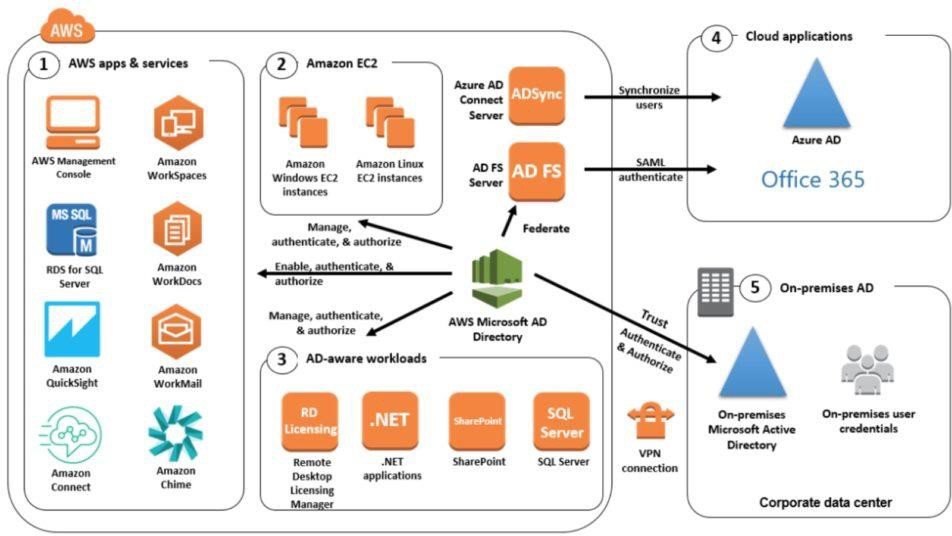 AWS
1 AWS apps & services
AWS Management
Console
Amazon
WorkSpaces
MS SQL
M
RDS for SQL
Server
Amazon
WorkDocs
Amazon
QuickSight
Amazon
WorkMail
Amazon
Connect
Amazon
Chime
2 Amazon EC2
Amazon
Windows EC2
instances
Amazon Linux
EC2 instances
Azure AD
Connect
Server
ADSync
AD FS
Server
AD FS
Synchronize
users
SAML
authenticate
Federate
Manage,
authenticate, & authorize
Enable, authenticate, &
authorize
Manage, authenticate,
& authorize
AWS Microsoft AD
Directory
Trust
Authenticate
& Authorize
3 AD-aware workloads
RD
Licensing
Remote
Desktop
Licensing
Manager
.NET
.NET
applications
SharePoint
SharePoint
SQL
Server
SQL Server
VPN
connection
4 Cloud applications
Azure AD
Office 365
5 On-premises AD
On-premises
Microsoft Active
Directory
On-premises user
credentials
Corporate data center